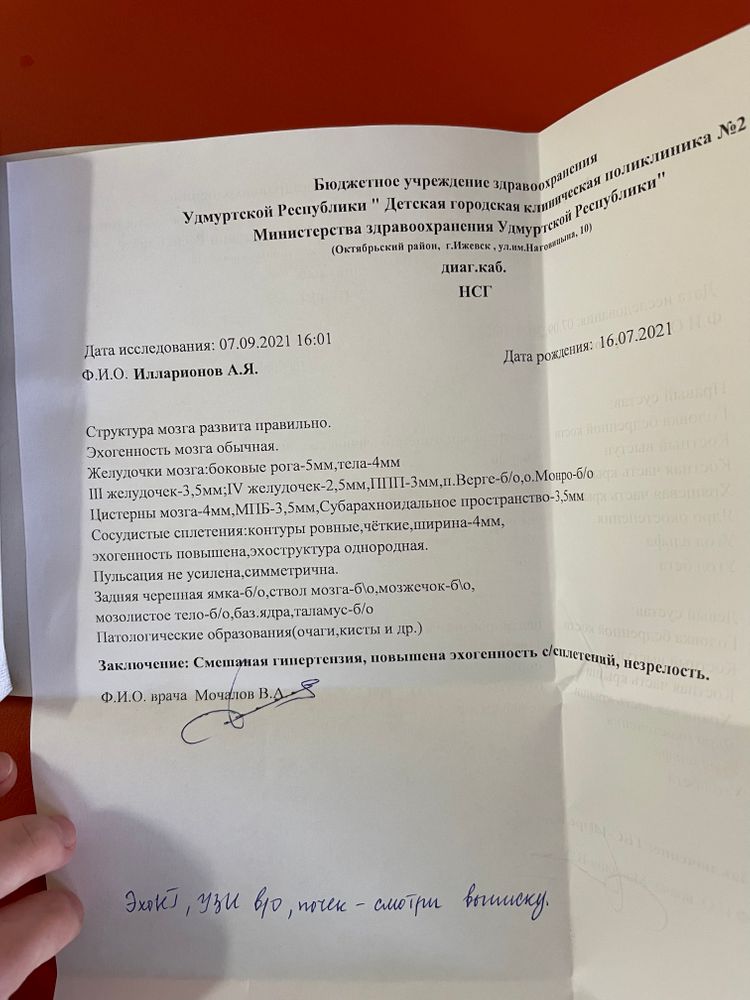 Бюджетное учреждение здравоохранения
Удмуртской Республики " Детская городская клиническая поликлиника №2
Министерства здравоохранения Удмуртской Республики"
(Октябрьский район, г.Ижевск , ул.им.Наговицына, 10)
диаг.каб.
НСГ
Дата исследования: 07.09.2021 16:01
Дата рождения: 16.07.2021
Ф.И.О. Илларионов А.Я.
Структура мозга развита правильно.
Эхогенность мозга обычная.
Желудочки мозга:боковые рога-5мм,тела-4мм
III желудочек-3,5мм;IV желудочек-2,5мм,ППП-3мм,п.Верге-б/о,о.Монро-б/о
Цистерны мозга-4мм,МПБ-3,5мм,Субарахноидальное пространство-3,5мм
Сосудистые сплетения:контуры ровные,чёткие,ширина-4мм,
эхогенность повышена,эхоструктура однородная.
Пульсация не усилена,симметрична.
Задняя черепная ямка-б/о,ствол мозга-б\о,мозжечок-б\о,
мозолистое тело-б/о,баз.ядра,таламус-б/о
Патологические образования(очаги,кисты и др.)
Заключение: Смешаная гипертензия, повышена эхогенность с/сплетений, незрелость.
Ф.И.О. врача Мочалов В.А.
ЭхоКГ, УЗИ в/о, почек - смотри выписку.